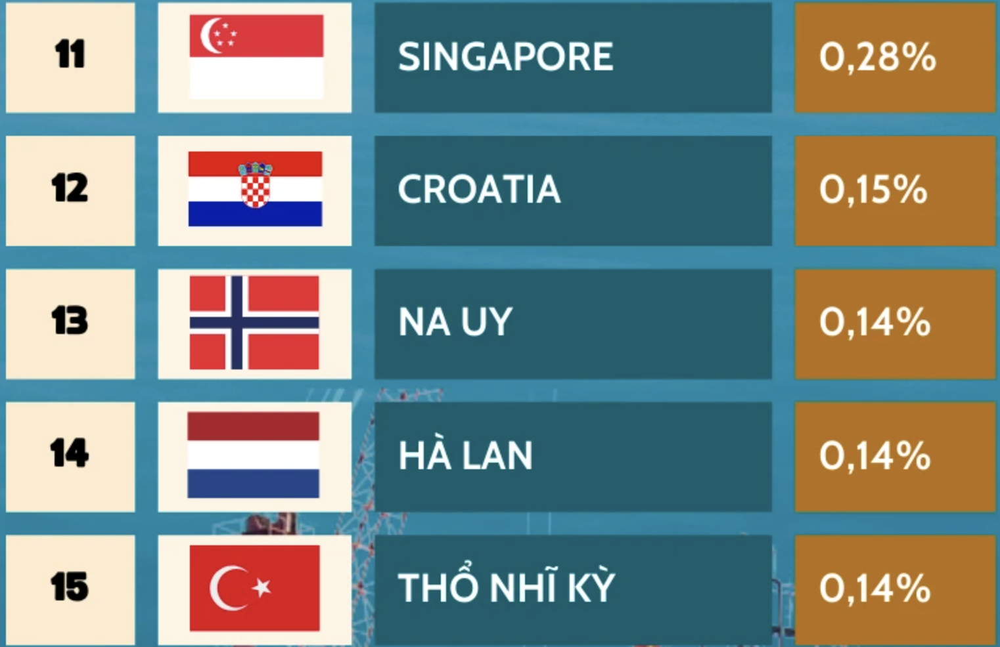 11 SINGAPORE 0,28%
12 CROATIA 0,15%
13 NA UY 0,14%
14 HÀ LAN 0,14%
15 THỔ NHĨ KỲ 0,14%